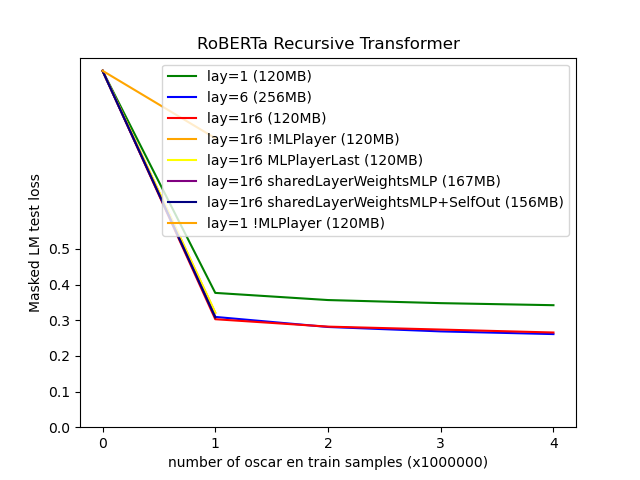 RoBERTa Recursive Transformer
lay=1 (120MB)
lay=6 (256MB)
lay=1r6 (120MB)
lay=1r6 !MLPlayer (120MB)
lay=1r6 MLPlayerLast (120MB)
lay=1r6 sharedLayerWeightsMLP (167MB)
lay=1r6 sharedLayerWeightsMLP+SelfOut (156MB)
lay=1 !MLPlayer (120MB)
Masked LM test loss
0.5
0.4
0.3
0.2
0.1
0.0
0 1 2 3 4
number of oscar en train samples (x1000000)